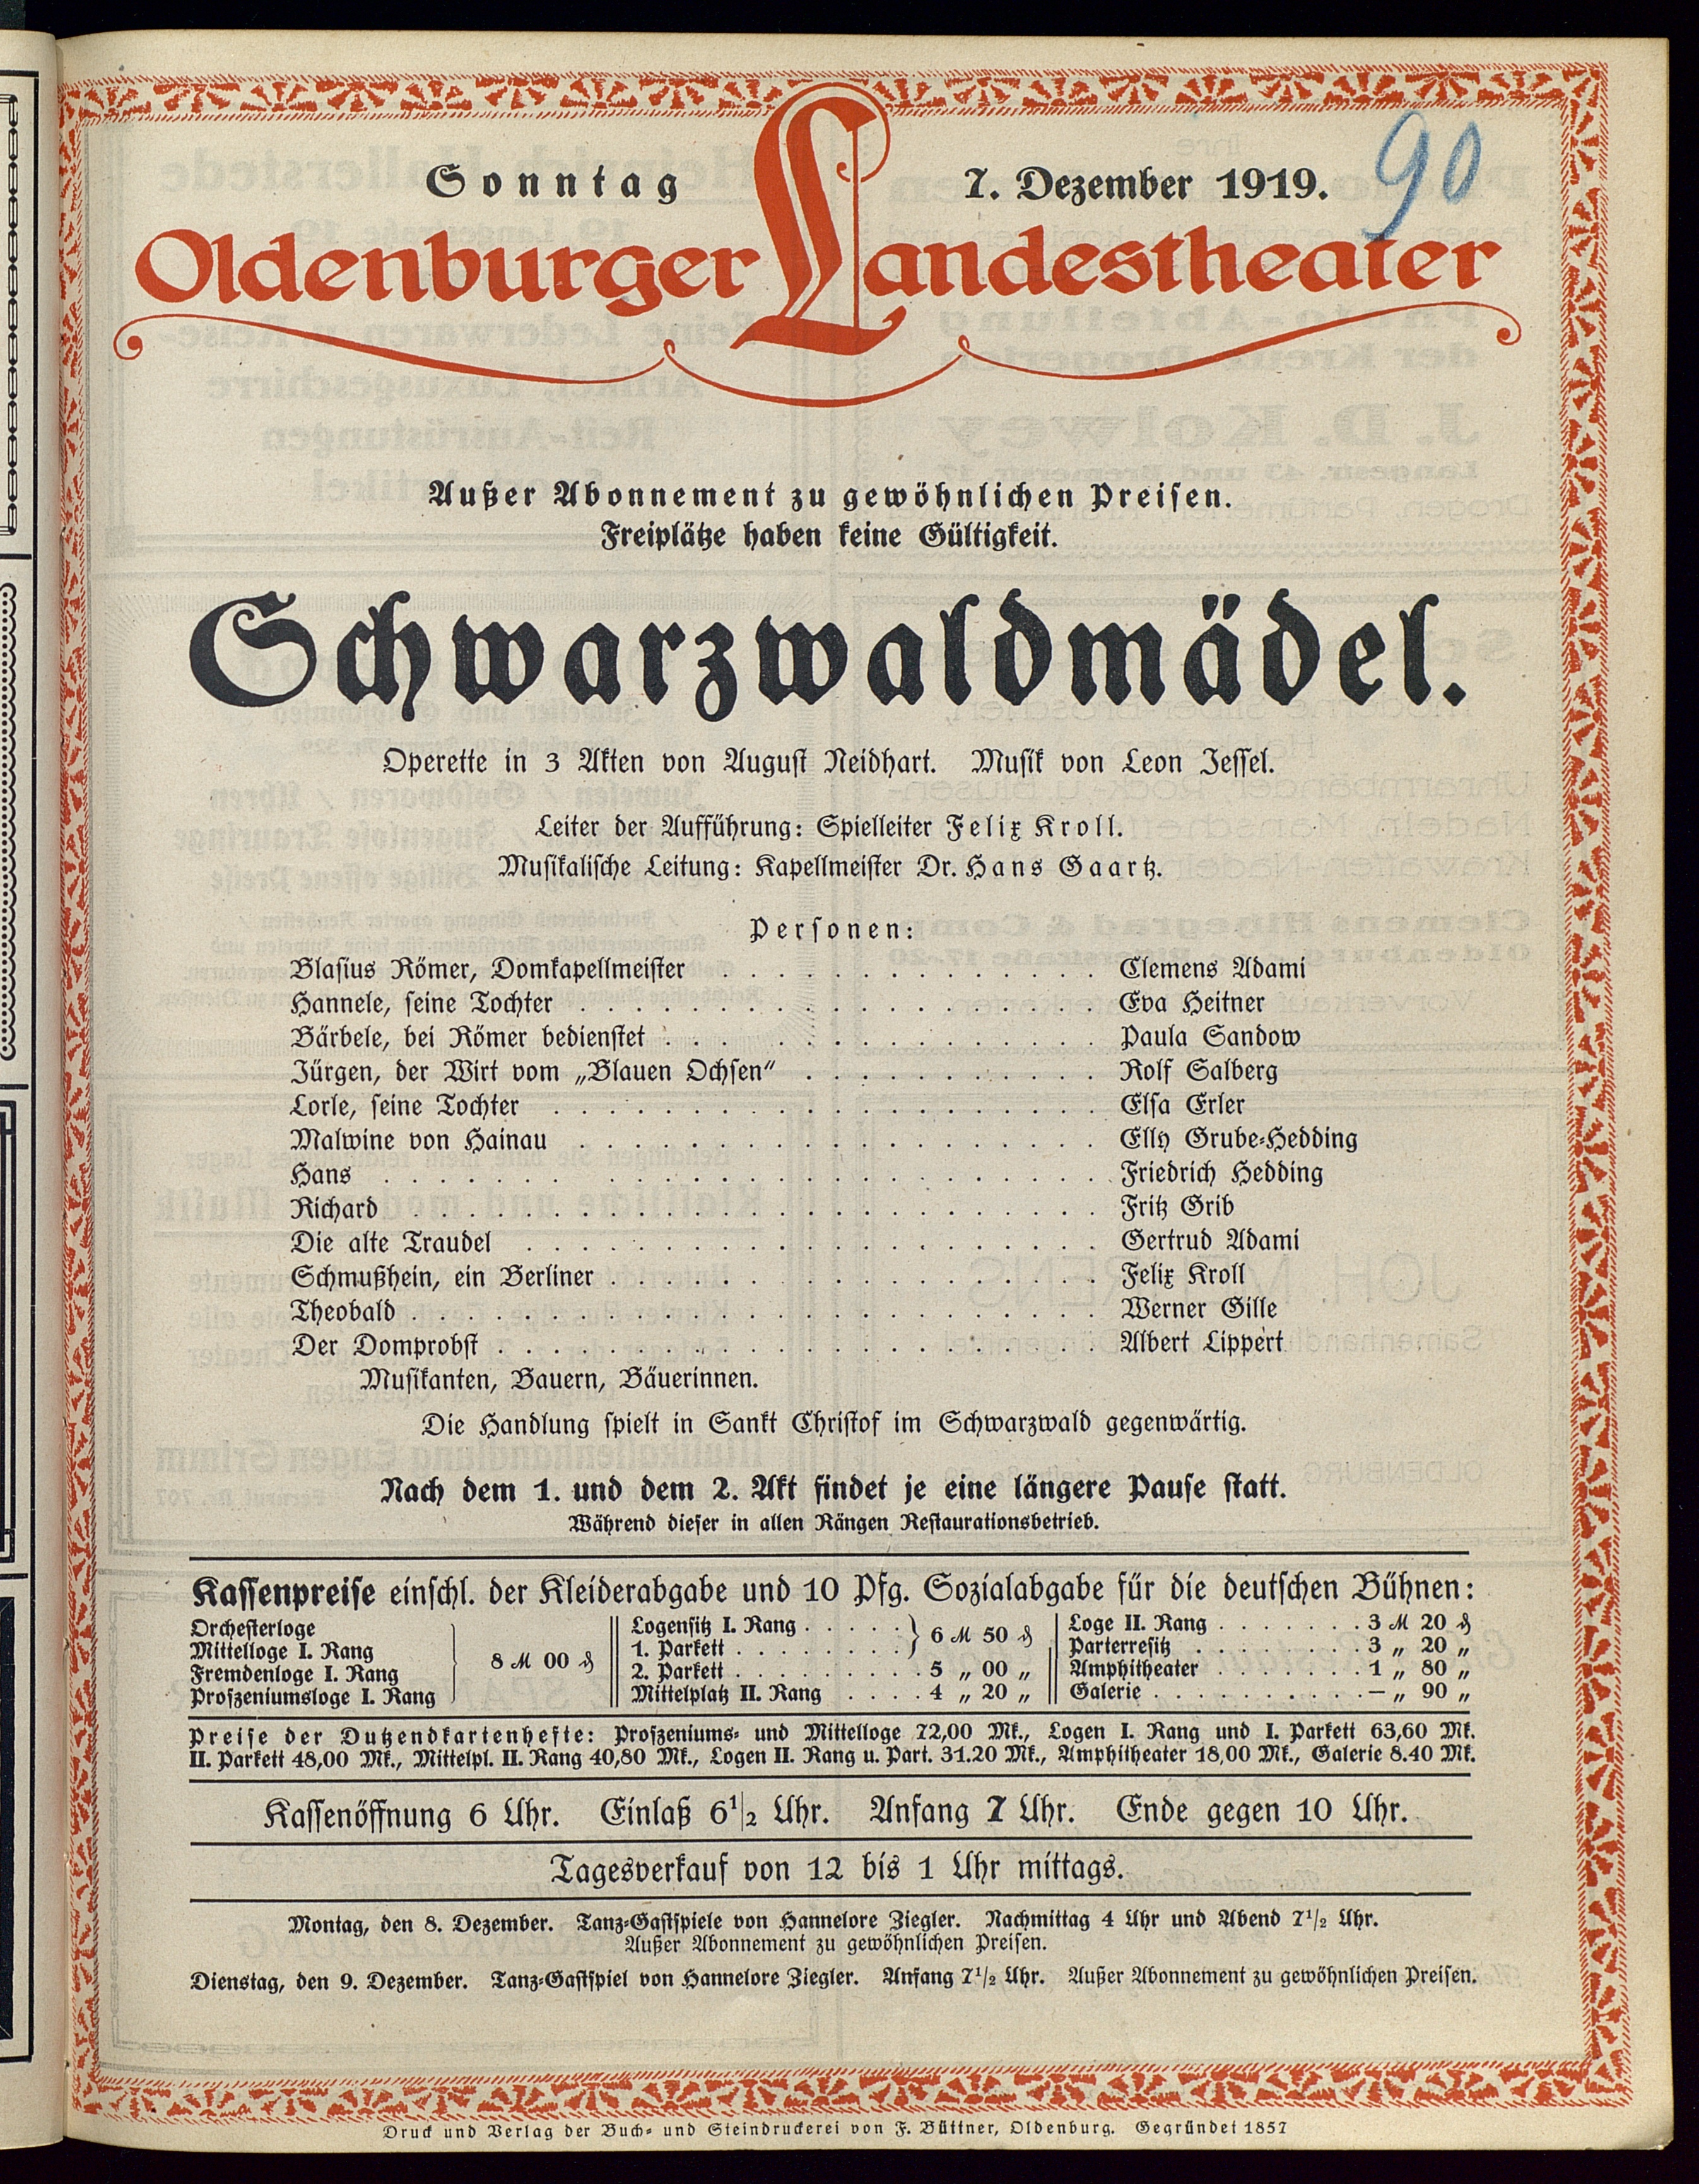 Sonntag 7. Dezember 1919. 90
Oldenburger Landestheater
Außer Abonnement zu gewöhnlichen Preisen.
Freiplätze haben keine Gültigkeit.
Schwarzwaldmädel.
Operette in 3 Akten von August Neidhart. Musik von Leon Jessel.
Leiter der Aufführung: Spielleiter Felix Kroll.
Musikalische Leitung: Kapellmeister Dr. Hans Gaartz.
Personen:
Blasius Römer, Domkapellmeister . . . . . . . . . . . . . Clemens Adami
Hannele, seine Tochter . . . . . . . . . . . . . . . . . . Eva Heitner
Bärbele, bei Römer bedienstet . . . . . . . . . . . . . . . Paula Sandow
Jürgen, der Wirt vom „Blauen Ochsen“ . . . . . . . . . . . Rolf Salberg
Lorle, seine Tochter . . . . . . . . . . . . . . . . . . . Elsa Erler
Malwine von Hainau . . . . . . . . . . . . . . . . . . Elly Grube-Hedding
Hans . . . . . . . . . . . . . . . . . . . . . . . . Friedrich Hedding
Richard . . . . . . . . . . . . . . . . . . . . . . . Fritz Grib
Die alte Traudel . . . . . . . . . . . . . . . . . . . . Gertrud Adami
Schmußhein, ein Berliner . . . . . . . . . . . . . . . . . Felix Kroll
Theobald . . . . . . . . . . . . . . . . . . . . . . . Werner Gille
Der Domprobst . . . . . . . . . . . . . . . . . . . . . Albert Lippert
Musikanten, Bauern, Bäuerinnen.
Die Handlung spielt in Sankt Christof im Schwarzwald gegenwärtig.
Nach dem 1. und dem 2. Akt findet je eine längere Pause statt.
Während dieser in allen Rängen Restaurationsbetrieb.
Kassenpreise einschl. der Kleiderabgabe und 10 Pfg. Sozialabgabe für die deutschen Bühnen:
Orchesterloge
Mittelloge I. Rang
Fremdenloge I. Rang
Proszeniumsloge I. Rang
8 ℳ 00 ₰
Logensitz I. Rang . . . . .
1. Parkett . . . . . . .
6 ℳ 50 ₰
2. Parkett . . . . . . . . . 5 „ 00 „
Mittelplatz II. Rang . . . . 4 „ 20 „
Loge II. Rang . . . . . . . 3 ℳ 20 ₰
Parterresitz . . . . . . . . 3 „ 20 „
Amphitheater . . . . . . . 1 „ 80 „
Galerie . . . . . . . . . . — „ 90 „
Preise der Dutzendkartenhefte: Proszeniums- und Mittelloge 72,00 Mk., Logen I. Rang und I. Parkett 63,60 Mk.
II. Parkett 48,00 Mk., Mittelpl. II. Rang 40,80 Mk., Logen II. Rang u. Part. 31.20 Mk., Amphitheater 18,00 Mk., Galerie 8.40 Mk.
Kassenöffnung 6 Uhr. Einlaß 6 1/2 Uhr. Anfang 7 Uhr. Ende gegen 10 Uhr.
Tagesverkauf von 12 bis 1 Uhr mittags.
Montag, den 8. Dezember. Tanz-Gastspiele von Hannelore Ziegler. Nachmittag 4 Uhr und Abend 7 1/2 Uhr.
Außer Abonnement zu gewöhnlichen Preisen.
Dienstag, den 9. Dezember. Tanz-Gastspiel von Hannelore Ziegler. Anfang 7 1/2 Uhr. Außer Abonnement zu gewöhnlichen Preisen.
Druck und Verlag der Buch- und Steindruckerei von F. Büttner, Oldenburg. Gegründet 1857